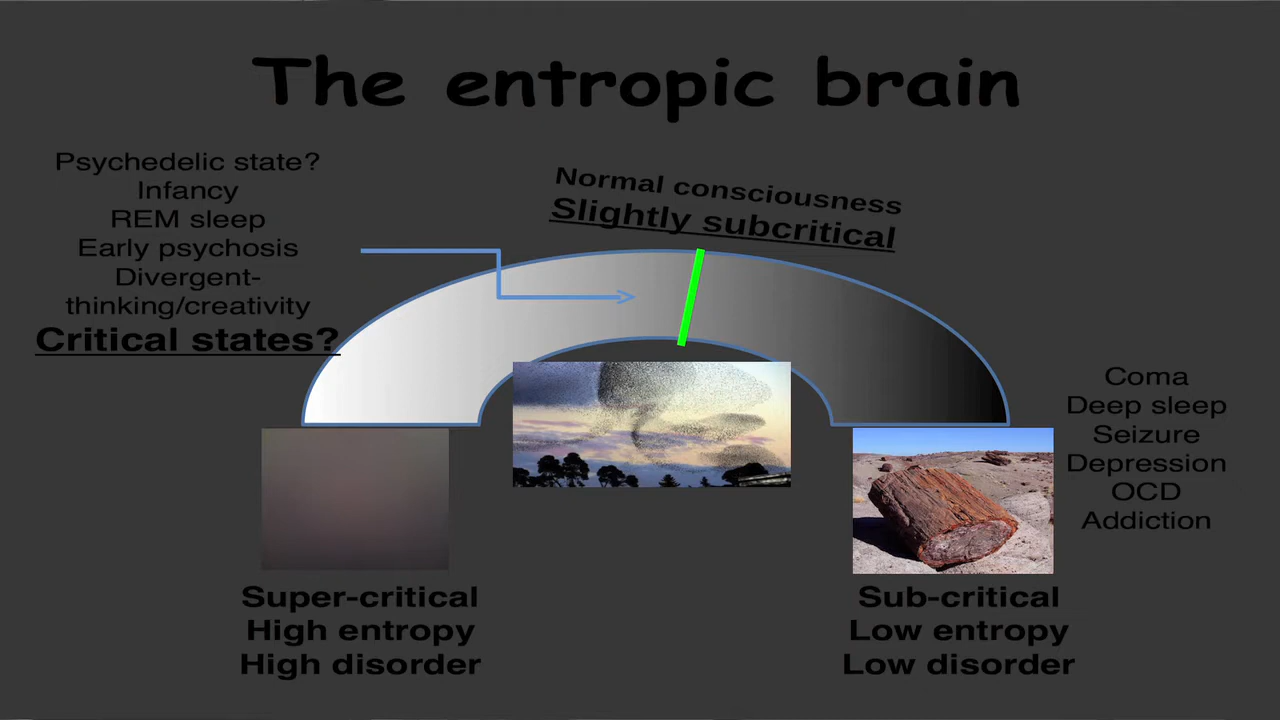 The entropic brain
Psychedelic state?
Infancy
REM sleep
Early psychosis
Divergent-
thinking/creativity
Critical states?
Normal consciousness
Slightly subcritical
Coma
Deep sleep
Seizure
Depression
OCD
Addiction
Super-critical
High entropy
High disorder
Sub-critical
Low entropy
Low disorder